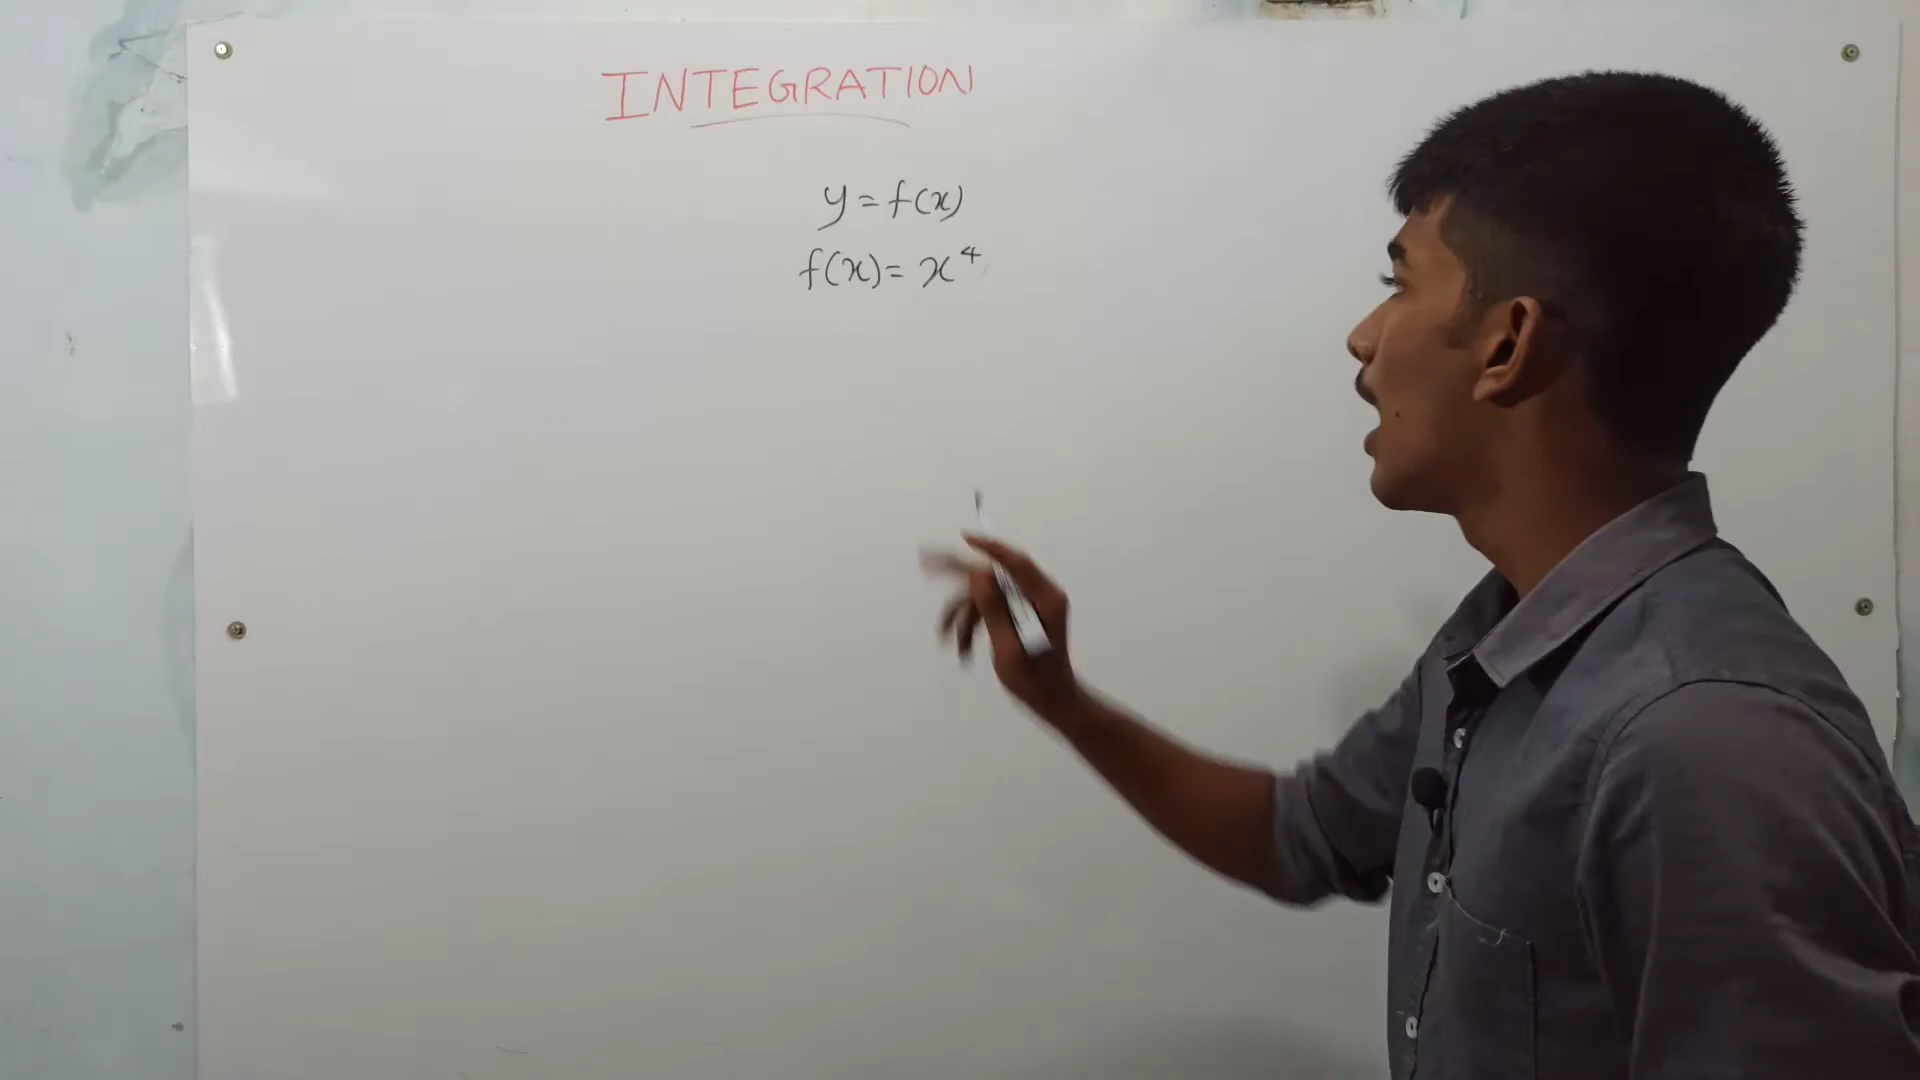 INTEGRATION
y = f(x)
f(x) = x⁴